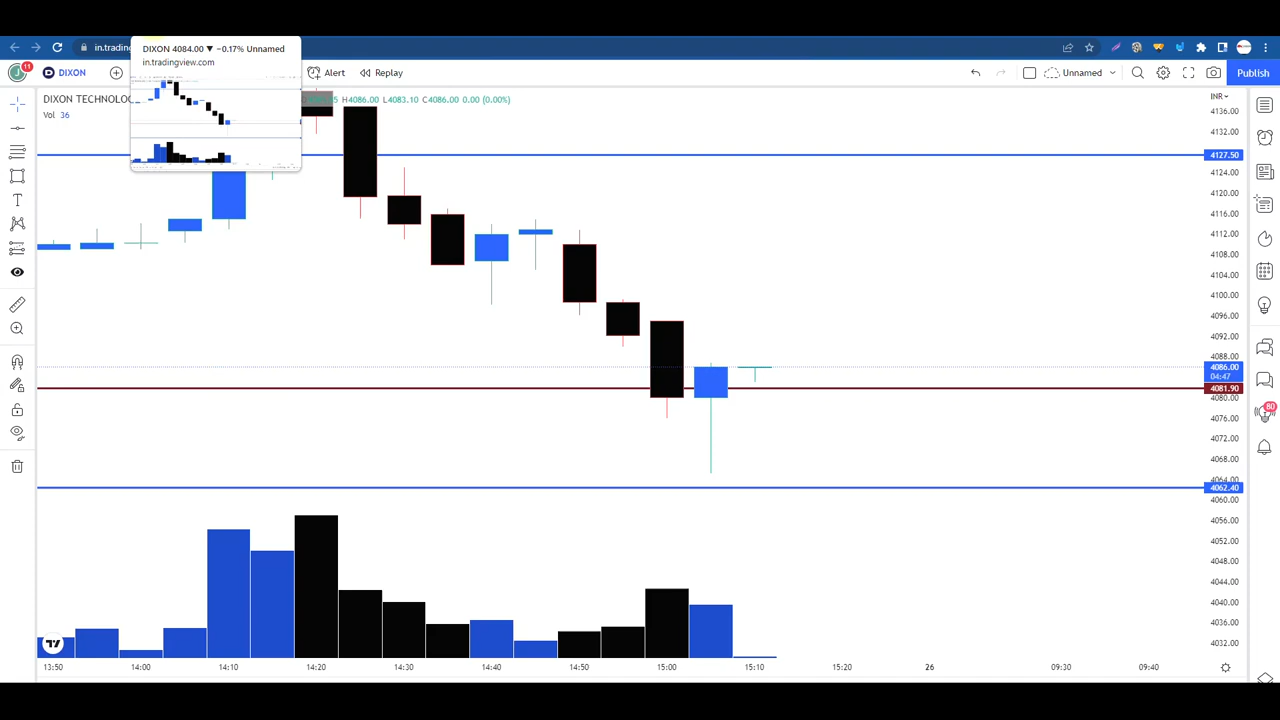 DIXON 4084.00 ▼ −0.17% Unnamed
in.tradingview.com
in.trading
11
DIXON
Alert
Replay
Unnamed
Publish
DIXON TECHNOLO
H4086.00 L4083.10 C4086.00 0.00 (0.00%)
Vol 36
INR
4136.00
4132.00
4127.50
4124.00
4120.00
4116.00
4112.00
4108.00
4104.00
4100.00
4096.00
4092.00
4088.00
4086.00
04:47
4081.90
4080.00
4076.00
4072.00
4068.00
4064.00
4062.40
4060.00
4056.00
4052.00
4048.00
4044.00
4040.00
4036.00
4032.00
80
13:50 14:00 14:10 14:20 14:30 14:40 14:50 15:00 15:10 15:20 26 09:30 09:40